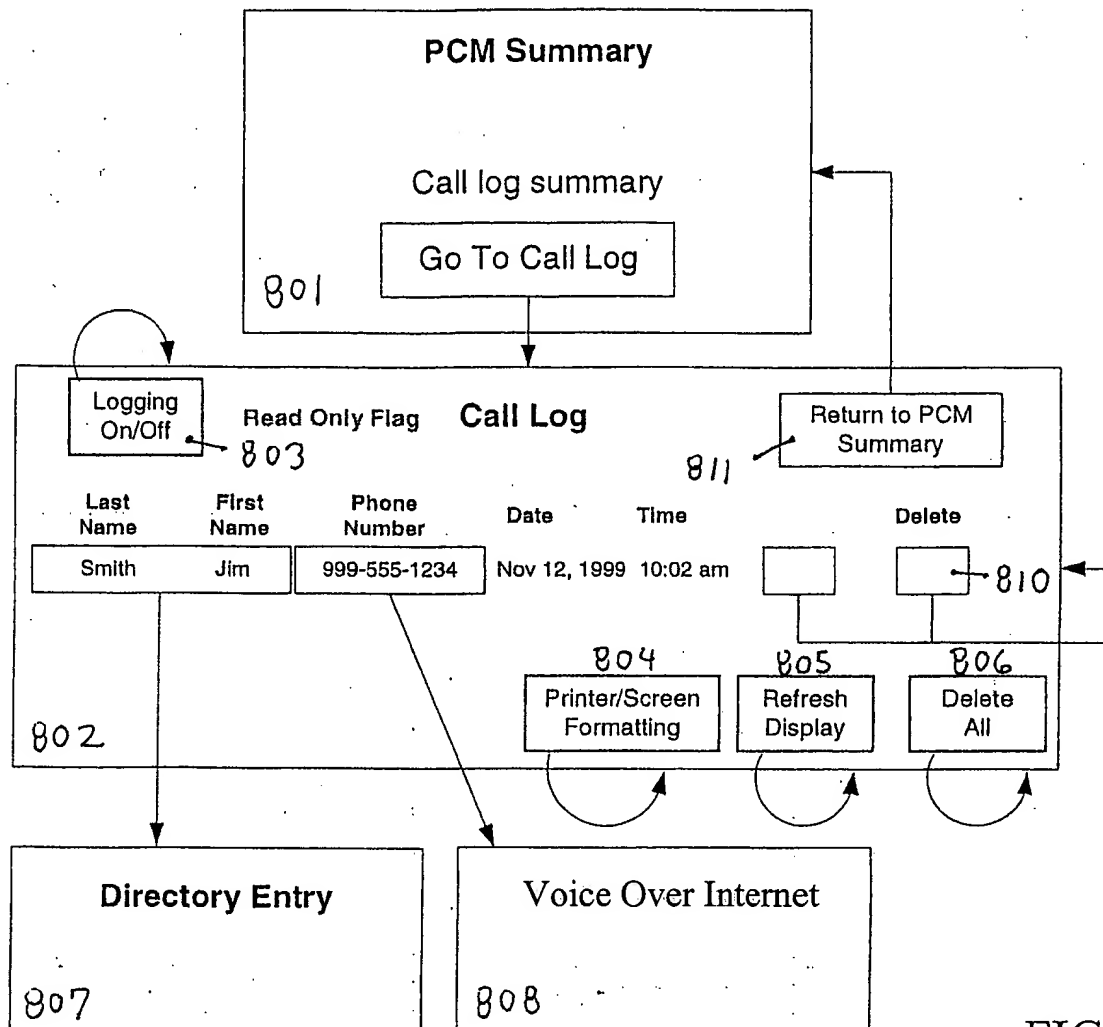 PCM Summary
Call log summary
Go To Call Log
801
Logging
On/Off
Read Only Flag
803
Call Log
Return to PCM
Summary
811
Last
Name
First
Name
Phone
Number
Date
Time
Delete
Smith
Jim
999-555-1234
Nov 12, 1999
10:02 am
810
804
805
806
Printer/Screen
Formatting
Refresh
Display
Delete
All
802
Directory Entry
Voice Over Internet
807
808
FIG